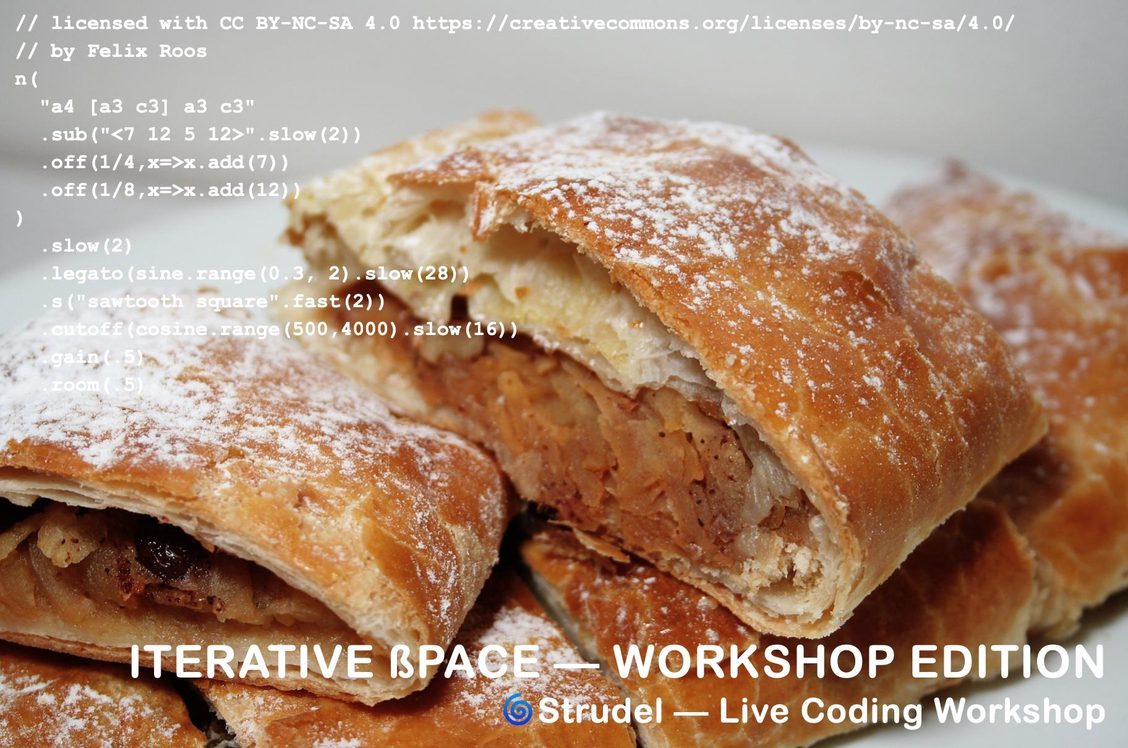 // licensed with CC BY-NC-SA 4.0 https://creativecommons.org/licenses/by-nc-sa/4.0/
// by Felix Roos
n(
  "a4 [a3 c3] a3 c3"
  .sub("<7 12 5 12>".slow(2))
  .off(1/4,x=>x.add(7))
  .off(1/8,x=>x.add(12))
)
  .slow(2)
  .legato(sine.range(0.3, 2).slow(28))
  .s("sawtooth square".fast(2))
  .cutoff(cosine.range(500,4000).slow(16))
  .gain(.5)
  .room(.5)
ITERATIVE ßPACE — WORKSHOP EDITION
🌀Strudel — Live Coding Workshop